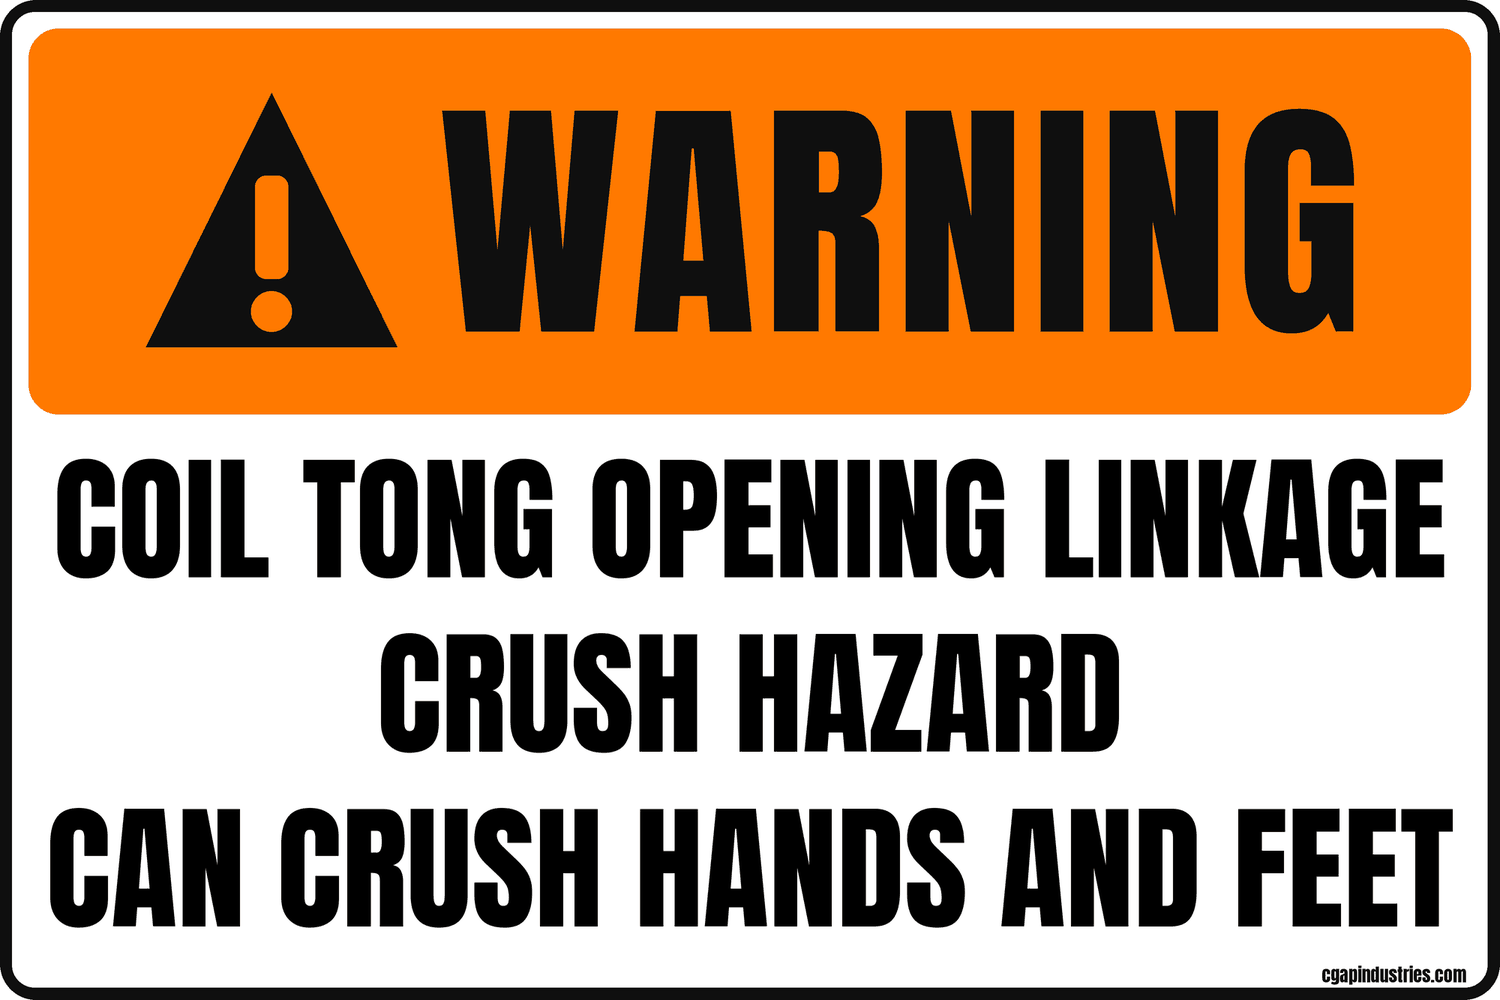 WARNING
COIL TONG OPENING LINKAGE
CRUSH HAZARD
CAN CRUSH HANDS AND FEET
cgapindustries.com